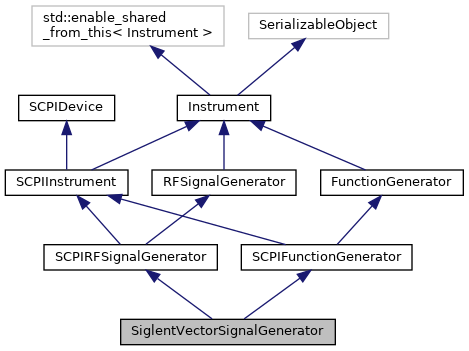 std::enable_shared
_from_this< Instrument >
SerializableObject
SCPIDevice
Instrument
SCPIInstrument
RFSignalGenerator
FunctionGenerator
SCPIRFSignalGenerator
SCPIFunctionGenerator
SiglentVectorSignalGenerator